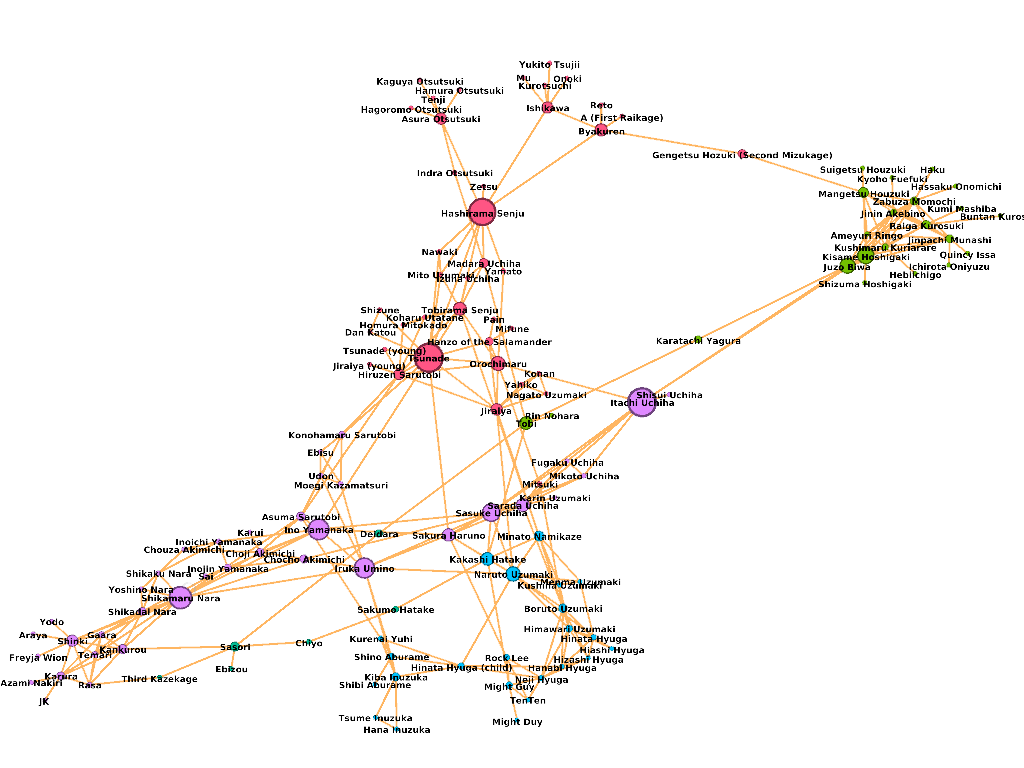 Yukito Tsujii
Mu
Onoki
Kurotsuchi
Kaguya Otsutsuki
Hamura Otsutsuki
Tenji
Hagoromo Otsutsuki
Asura Otsutsuki
Ishikawa
Reto
A (First Raikage)
Byakuren
Gengetsu Hozuki (Second Mizukage)
Indra Otsutsuki
Zetsu
Hashirama Senju
Suigetsu Houzuki
Haku
Kyoho Fuefuki
Hassaku Onomichi
Mangetsu Houzuki
Zabuza Momochi
Kumi Mashiba
Jinin Akebino
Buntan Kuros
Raiga Kurosuki
Ameyuri Ringo
Jinpachi Munashi
Kushimaru Kuriarare
Kisame Hoshigaki
Quincy Issa
Juzo Biwa
Ichirota Oniyuzu
Hebiichigo
Shizuma Hoshigaki
Nawaki
Madara Uchiha
Yamato
Mito Uzumaki
Izuna Uchiha
Shizune
Tobirama Senju
Koharu Utatane
Pain
Homura Mitokado
Mifune
Dan Katou
Hanzo of the Salamander
Karatachi Yagura
Tsunade (young)
Tsunade
Jiraiya (young)
Orochimaru
Hiruzen Sarutobi
Konan
Yahiko
Nagato Uzumaki
Shisui Uchiha
Itachi Uchiha
Jiraiya
Rin Nohara
Tobi
Konohamaru Sarutobi
Ebisu
Fugaku Uchiha
Udon
Mikoto Uchiha
Moegi Kazamatsuri
Mitsuki
Karin Uzumaki
Sarada Uchiha
Sasuke Uchiha
Asuma Sarutobi
Ino Yamanaka
Karui
Deidara
Sakura Haruno
Minato Namikaze
Inoichi Yamanaka
Chouza Akimichi
Choji Akimichi
Chocho Akimichi
Kakashi Hatake
Inojin Yamanaka
Iruka Umino
Shikaku Nara
Sai
Naruto Uzumaki
Menma Uzumaki
Kushina Uzumaki
Yoshino Nara
Shikamaru Nara
Shikadai Nara
Sakumo Hatake
Boruto Uzumaki
Yodo
Himawari Uzumaki
Araya
Gaara
Shinki
Kurenai Yuhi
Hinata Hyuga
Chiyo
Sasori
Kankurou
Hiashi Hyuga
Freyja Wion
Temari
Shino Aburame
Rock Lee
Hizashi Hyuga
Hinata Hyuga (child)
Hanabi Hyuga
Ebizou
Karura
Kiba Inuzuka
Third Kazekage
Neji Hyuga
Azami Nakiri
Rasa
Shibi Aburame
Might Guy
JK
TenTen
Tsume Inuzuka
Might Duy
Hana Inuzuka